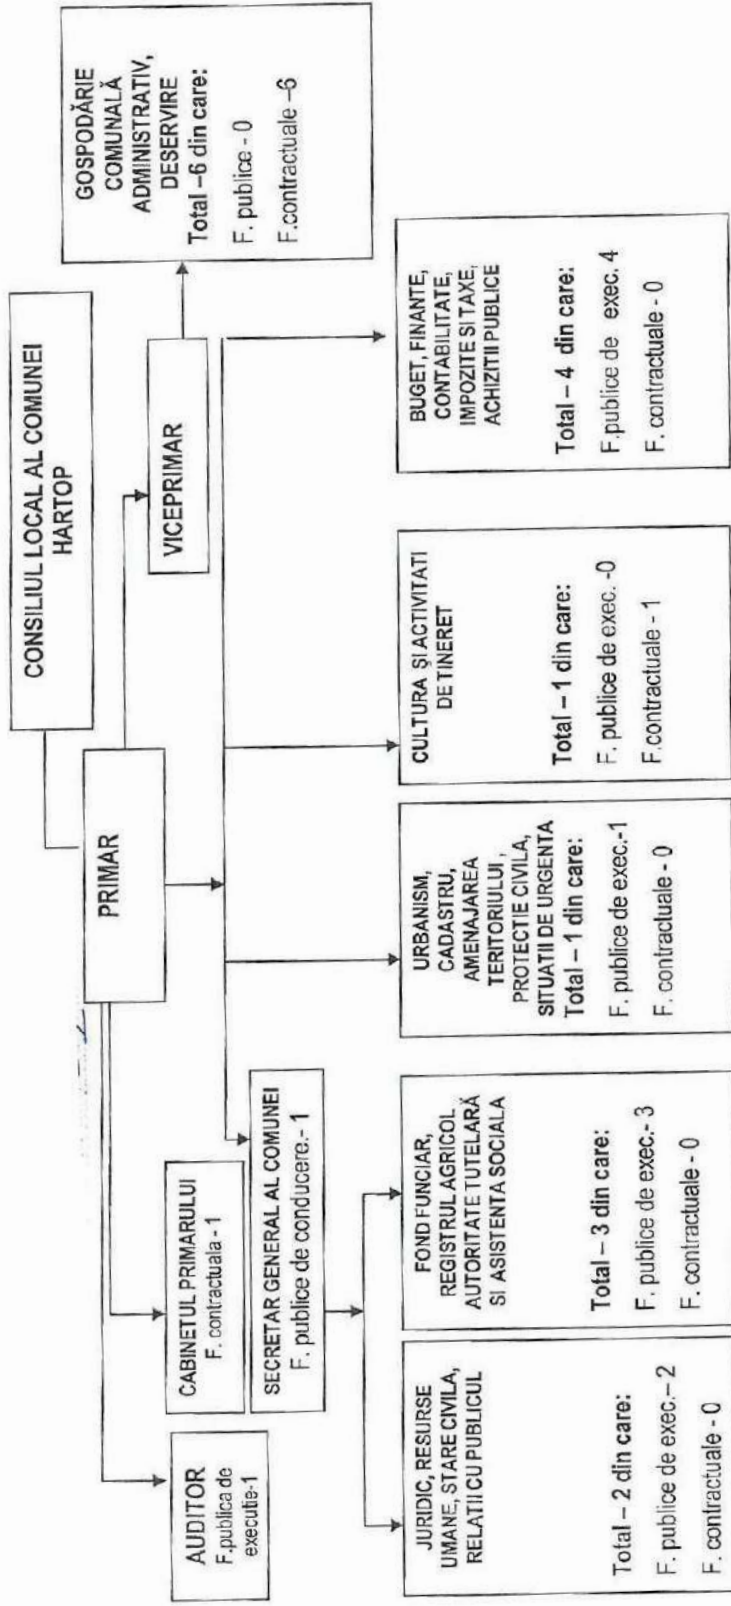 CONSILIUL LOCAL AL COMUNEI
HARTOP
PRIMAR
VICEPRIMAR
GOSPODĂRIE
COMUNALĂ
ADMINISTRATIV,
DESERVIRE
Total –6 din care:
F. publice - 0
F.contractuale –6
AUDITOR
F.publica de
executie-1
CABINETUL PRIMARULUI
F. contractuala - 1
SECRETAR GENERAL AL COMUNEI
F. publice de conducere.- 1
JURIDIC, RESURSE
UMANE, STARE CIVILA,
RELATII CU PUBLICUL
Total – 2 din care:
F. publice de exec.– 2
F. contractuale - 0
FOND FUNCIAR,
REGISTRUL AGRICOL
AUTORITATE TUTELARĂ
SI ASISTENTA SOCIALA
Total – 3 din care:
F. publice de exec.- 3
F. contractuale - 0
URBANISM,
CADASTRU,
AMENAJAREA
TERITORIULUI ,
PROTECTIE CIVILA,
SITUATII DE URGENTA
Total – 1 din care:
F. publice de exec.-1
F. contractuale - 0
CULTURA ŞI ACTIVITATI
DE TINERET
Total – 1 din care:
F. publice de exec. -0
F.contractuale - 1
BUGET, FINANTE,
CONTABILITATE,
IMPOZITE SI TAXE,
ACHIZITII PUBLICE
Total – 4 din care:
F.publice de exec. 4
F. contractuale - 0